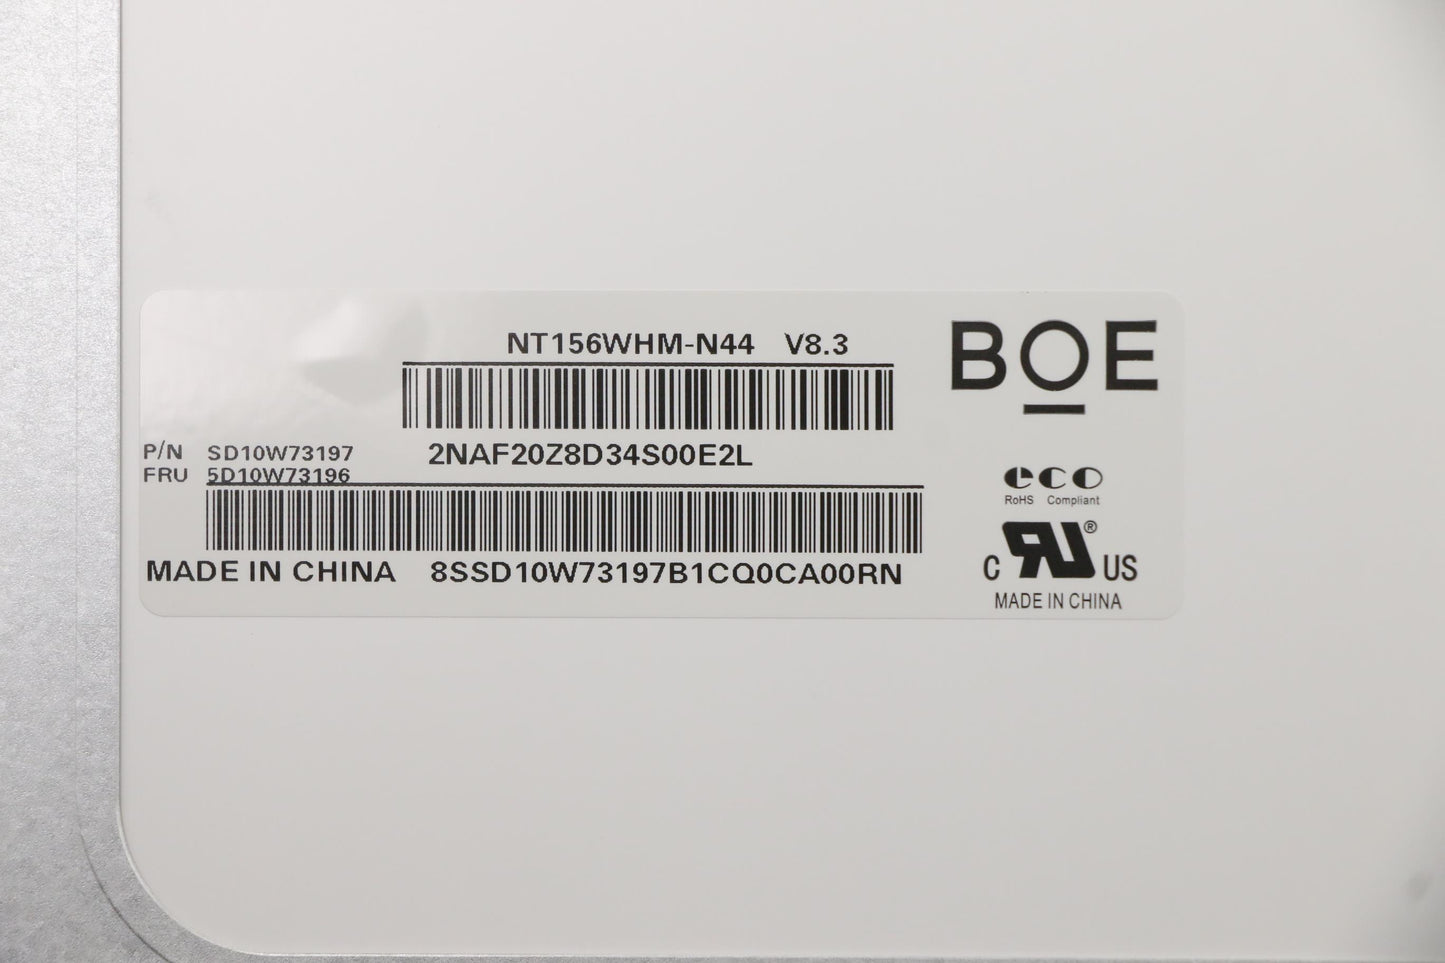 NT156WHM-N44 V8.3
BOE
P/N SD10W73197
2NAF20Z8D34S00E2L
FRU 5D10W73196
eco
RoHS Compliant
MADE IN CHINA 8SSD10W73197B1CQ0CA00RN
C RU ® US
MADE IN CHINA